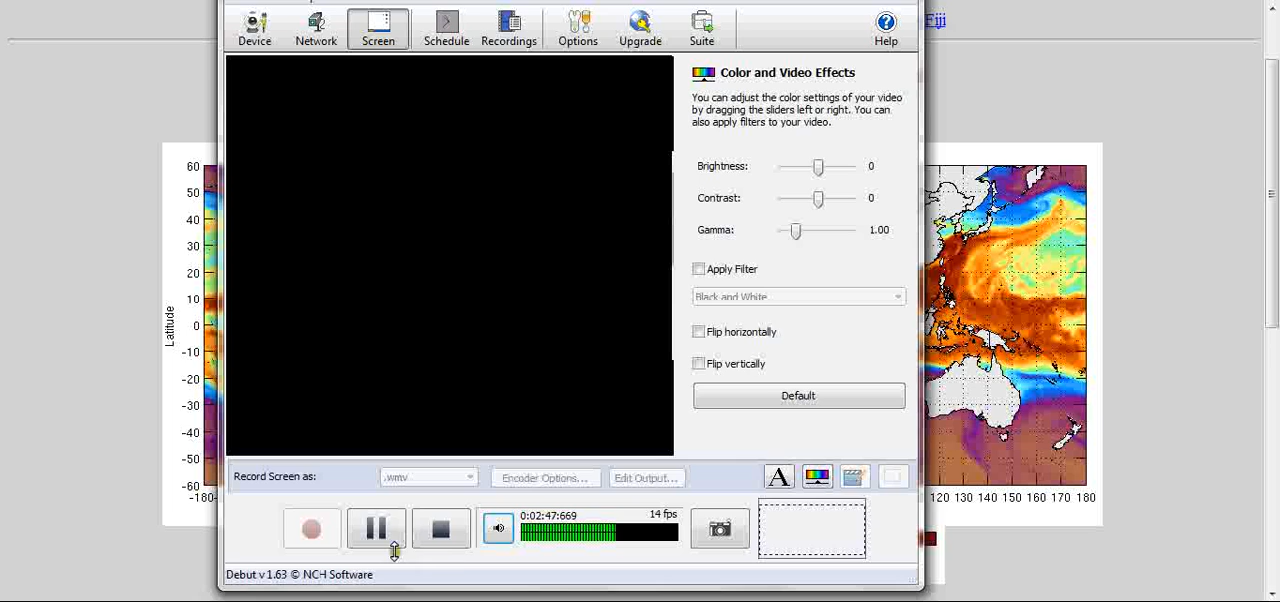 Device Network Screen Schedule Recordings Options Upgrade Suite Help
Fiji
Color and Video Effects
You can adjust the color settings of your video
by dragging the sliders left or right. You can
also apply filters to your video.
Brightness: 0
Contrast: 0
Gamma: 1.00
Apply Filter
Black and White
Flip horizontally
Flip vertically
Default
Latitude
60
50
40
30
20
10
0
-10
-20
-30
-40
-50
-60
-180
120 130 140 150 160 170 180
Record Screen as: .wmv Encoder Options... Edit Output... A
0:02:47:669 14 fps
Debut v 1.63 © NCH Software